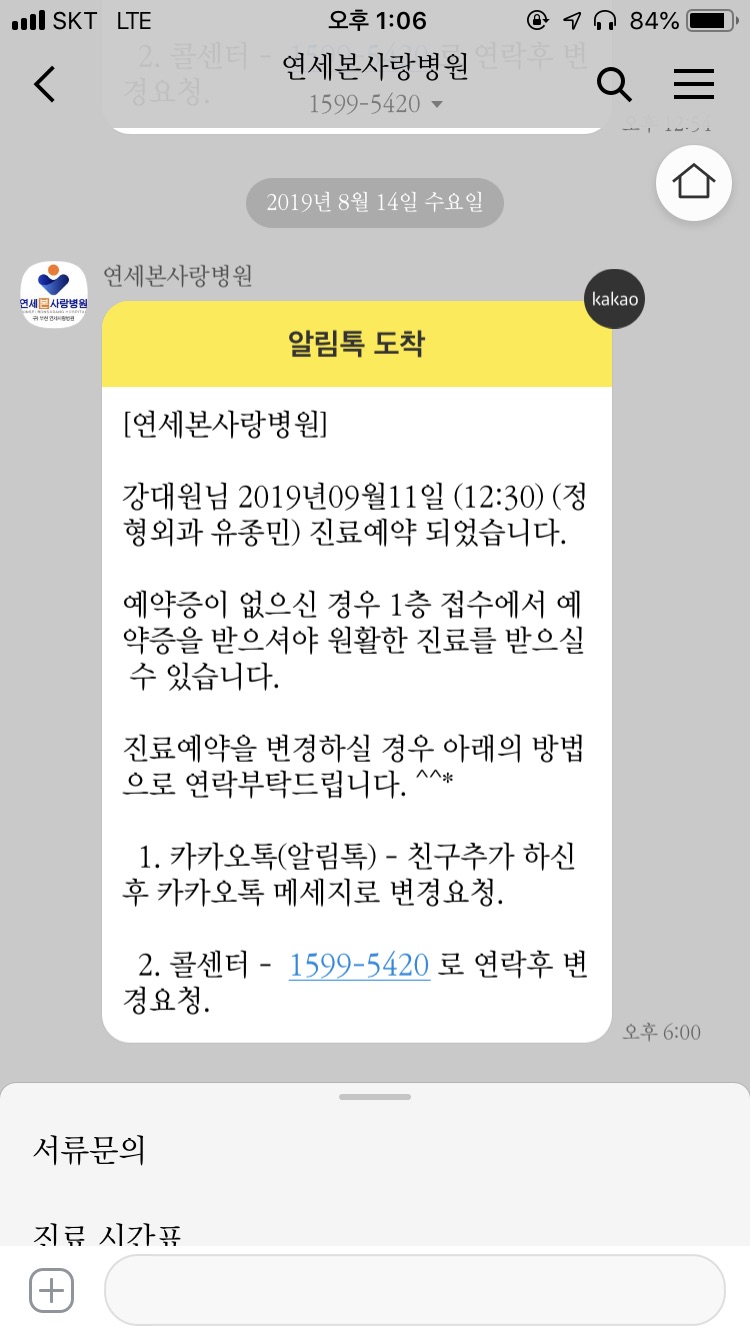 SKT LTE 오후 1:06 84%
2. 콜센터 - 1599-5420 로 연락후 변
경요청.
연세본사랑병원
1599-5420
오후 12:51
2019년 8월 14일 수요일
연세본사랑병원
연세본사랑병원
kakao
알림톡 도착
[연세본사랑병원]
강대원님 2019년09월11일 (12:30) (정
형외과 유종민) 진료예약 되었습니다.
예약증이 없으신 경우 1층 접수에서 예
약증을 받으셔야 원활한 진료를 받으실
수 있습니다.
진료예약을 변경하실 경우 아래의 방법
으로 연락부탁드립니다. ^^*
1. 카카오톡(알림톡) - 친구추가 하신
후 카카오톡 메세지로 변경요청.
2. 콜센터 - 1599-5420 로 연락후 변
경요청.
오후 6:00
서류문의
진료 시간표